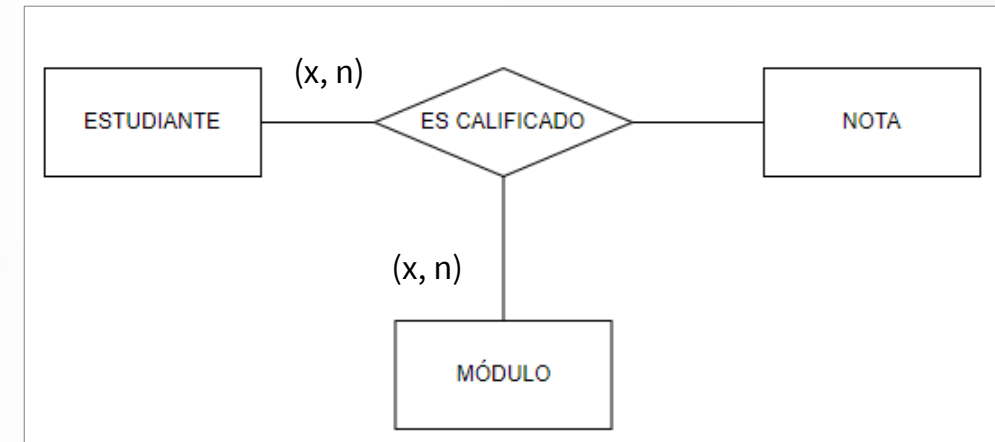 (x, n)
ESTUDIANTE
ES CALIFICADO
NOTA
(x, n)
MÓDULO